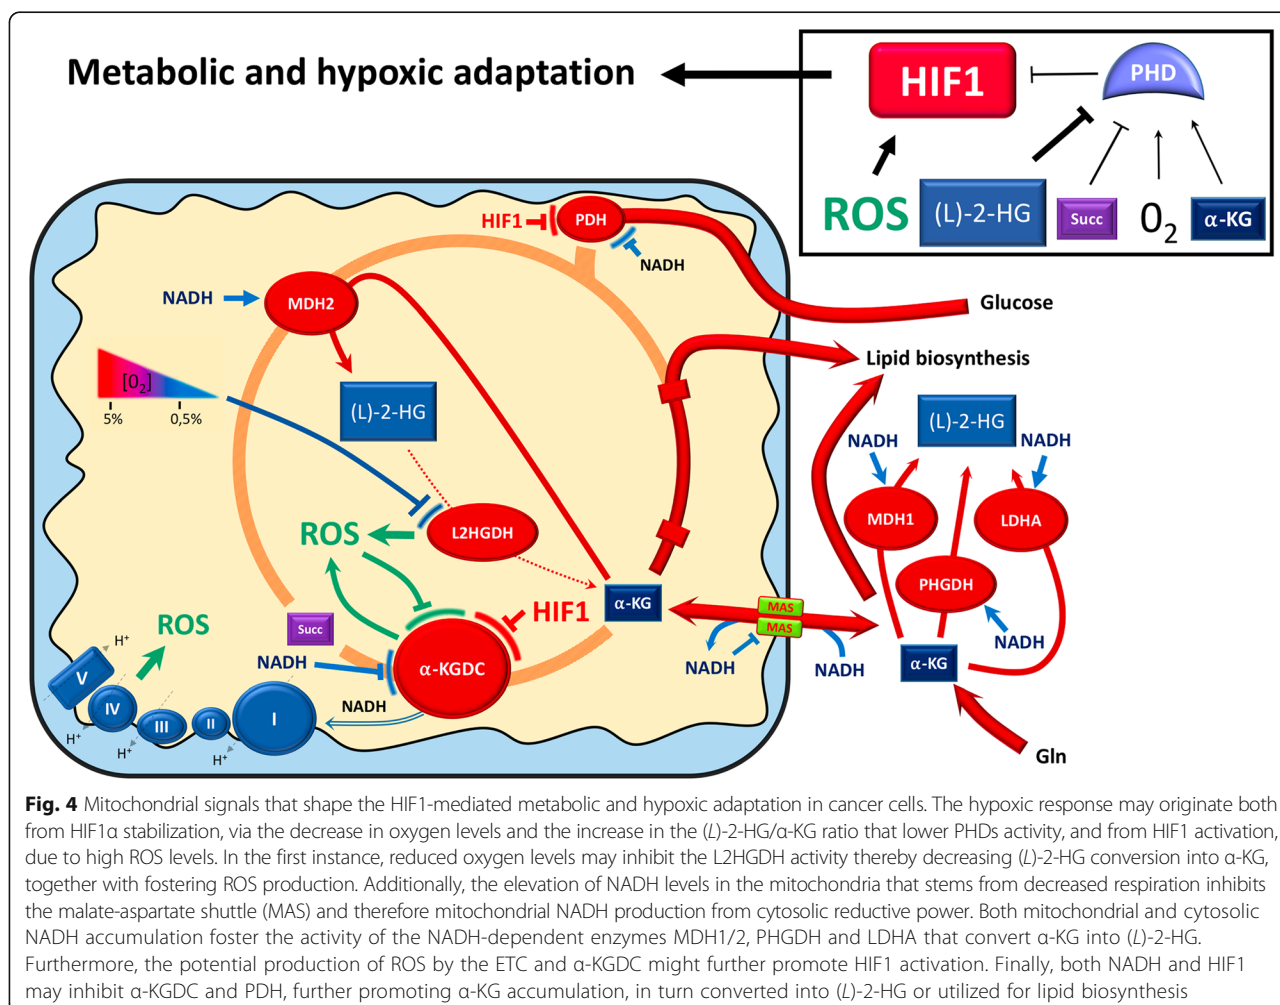 Metabolic and hypoxic adaptation
HIF1
PHD
ROS
(L)-2-HG
Succ
O2
α-KG
HIF1
PDH
NADH
NADH
MDH2
Glucose
Lipid biosynthesis
[O2]
5%
0,5%
(L)-2-HG
(L)-2-HG
NADH
NADH
MDH1
LDHA
ROS
L2HGDH
PHGDH
HIF1
α-KG
MAS
MAS
NADH
NADH
NADH
α-KG
ROS
Succ
NADH
α-KGDC
NADH
H+
V
IV
III
II
I
H+
H+
H+
Gln
Fig. 4 Mitochondrial signals that shape the HIF1-mediated metabolic and hypoxic adaptation in cancer cells. The hypoxic response may originate both
from HIF1α stabilization, via the decrease in oxygen levels and the increase in the (L)-2-HG/α-KG ratio that lower PHDs activity, and from HIF1 activation,
due to high ROS levels. In the first instance, reduced oxygen levels may inhibit the L2HGDH activity thereby decreasing (L)-2-HG conversion into α-KG,
together with fostering ROS production. Additionally, the elevation of NADH levels in the mitochondria that stems from decreased respiration inhibits
the malate-aspartate shuttle (MAS) and therefore mitochondrial NADH production from cytosolic reductive power. Both mitochondrial and cytosolic
NADH accumulation foster the activity of the NADH-dependent enzymes MDH1/2, PHGDH and LDHA that convert α-KG into (L)-2-HG.
Furthermore, the potential production of ROS by the ETC and α-KGDC might further promote HIF1 activation. Finally, both NADH and HIF1
may inhibit α-KGDC and PDH, further promoting α-KG accumulation, in turn converted into (L)-2-HG or utilized for lipid biosynthesis